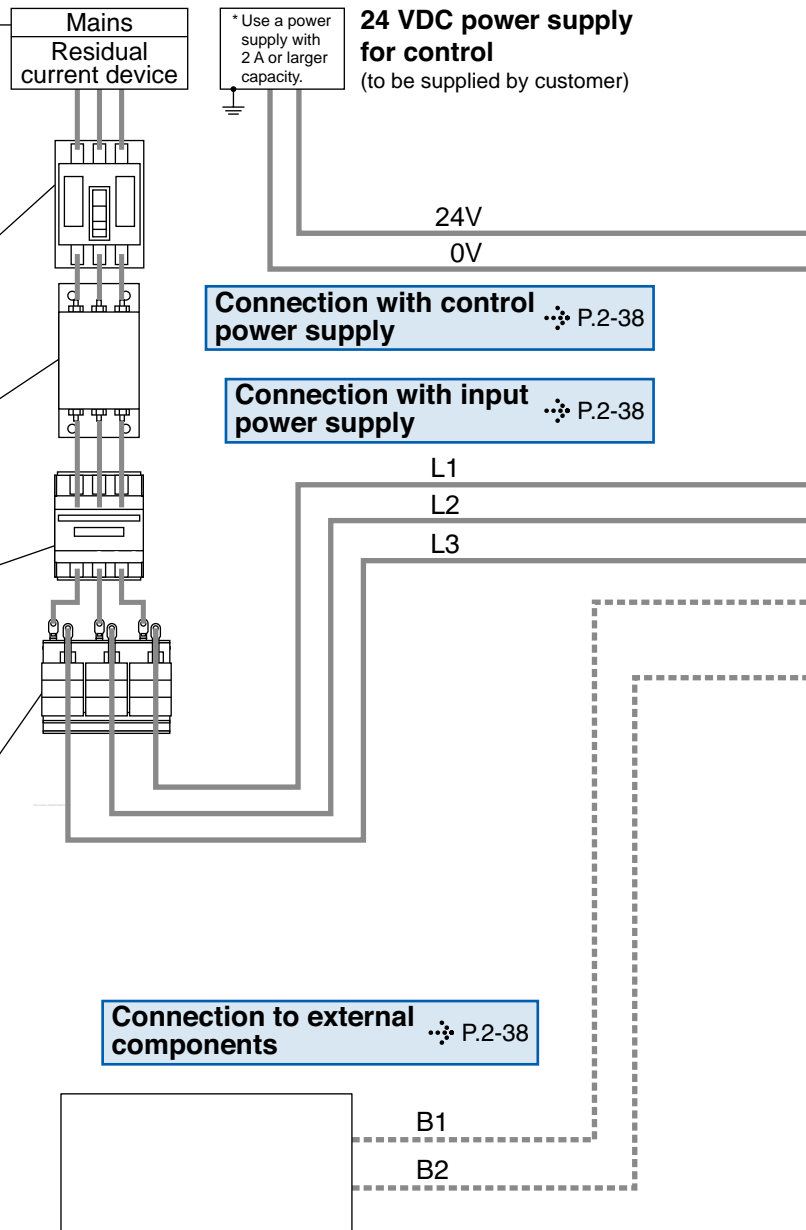 Mains
Residual
current device
* Use a power
supply with
2 A or larger
capacity.
24 VDC power supply
for control
(to be supplied by customer)
24V
0V
Connection with control
power supply
P.2-38
Connection with input
power supply
P.2-38
L1
L2
L3
Connection to external
components
P.2-38
B1
B2